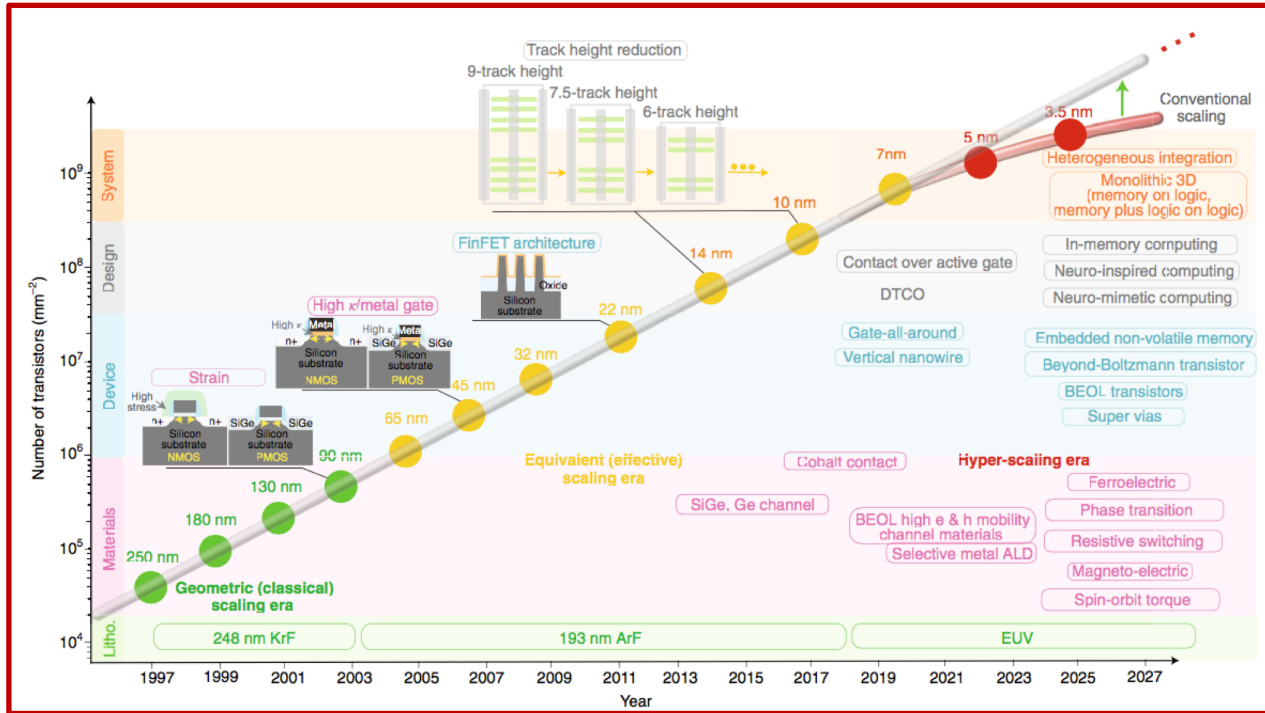 Track height reduction
9-track height
7.5-track height
6-track height
Conventional
scaling
3.5 nm
5 nm
7nm
10 nm
14 nm
22 nm
32 nm
45 nm
65 nm
90 nm
130 nm
180 nm
250 nm
System
Design
Device
Materials
Litho.
Number of transistors (mm⁻²)
10⁹
10⁸
10⁷
10⁶
10⁵
10⁴
Heterogeneous integration
Monolithic 3D
(memory on logic,
memory plus logic on logic)
FinFET architecture
Oxide
Silicon
substrate
Contact over active gate
DTCO
In-memory computing
Neuro-inspired computing
Neuro-mimetic computing
High κ/metal gate
High κ
Meta
n+
n+
Silicon
substrate
NMOS
High κ
Meta
SiGe
SiGe
Silicon
substrate
PMOS
Gate-all-around
Vertical nanowire
Embedded non-volatile memory
Beyond-Boltzmann transistor
BEOL transistors
Super vias
Strain
High
stress
n+
n+
Silicon
substrate
NMOS
SiGe
SiGe
Silicon
substrate
PMOS
Equivaient (effective)
scaling era
Cobalt contact
Hyper-scaiing era
SiGe, Ge channel
BEOL high e & h mobility
channel materials
Selective metal ALD
Ferroelectric
Phase transition
Resistive switching
Magneto-electric
Spin-orbit torque
Geometric (classical)
scaling era
248 nm KrF
193 nm ArF
EUV
1997
1999
2001
2003
2005
2007
2009
2011
2013
2015
2017
2019
2021
2023
2025
2027
Year